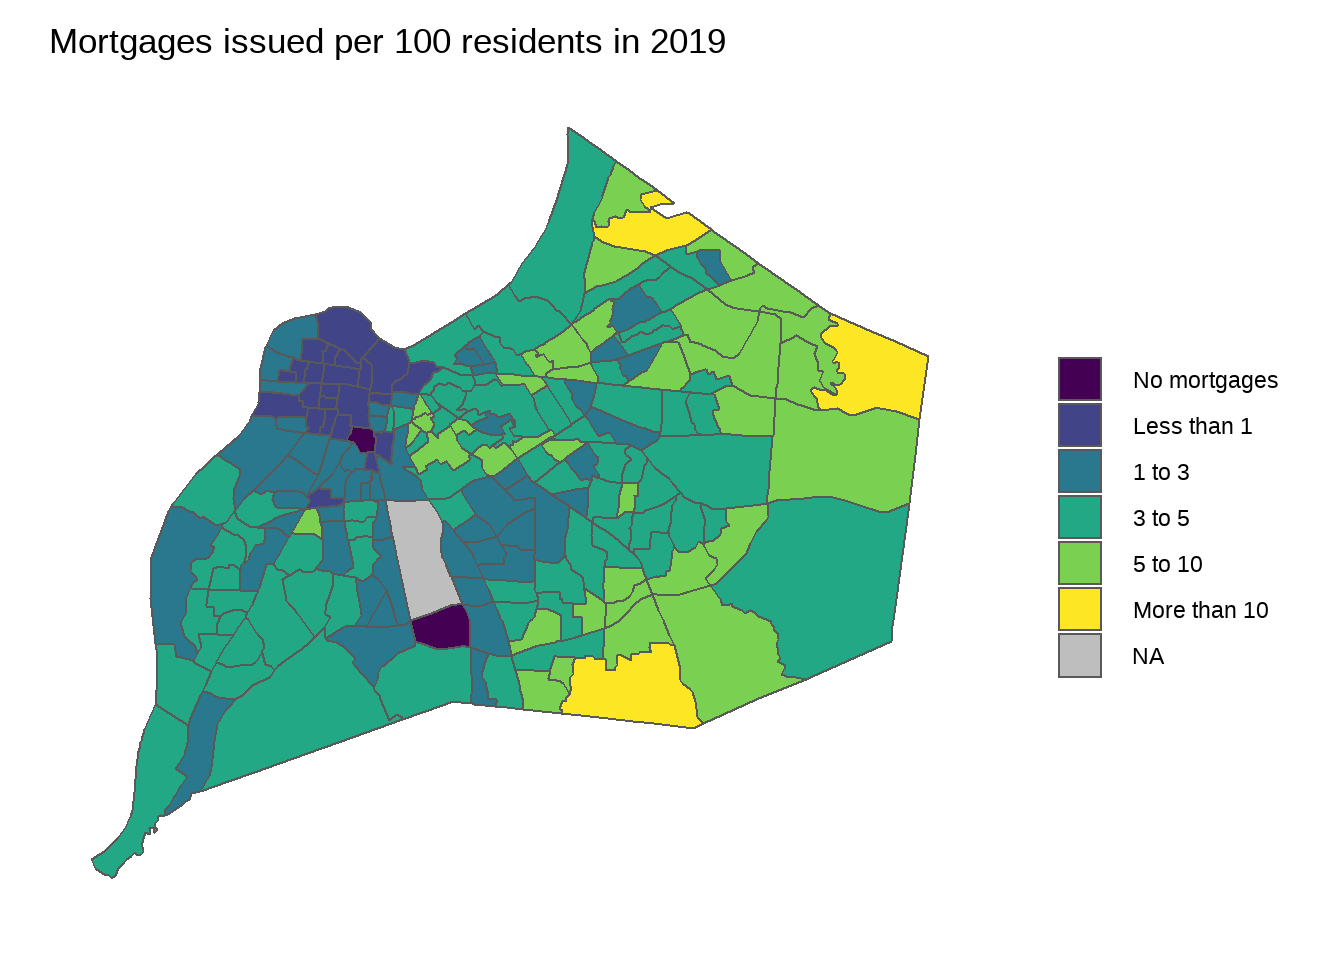 Mortgages issued per 100 residents in 2019
No mortgages
Less than 1
1 to 3
3 to 5
5 to 10
More than 10
NA